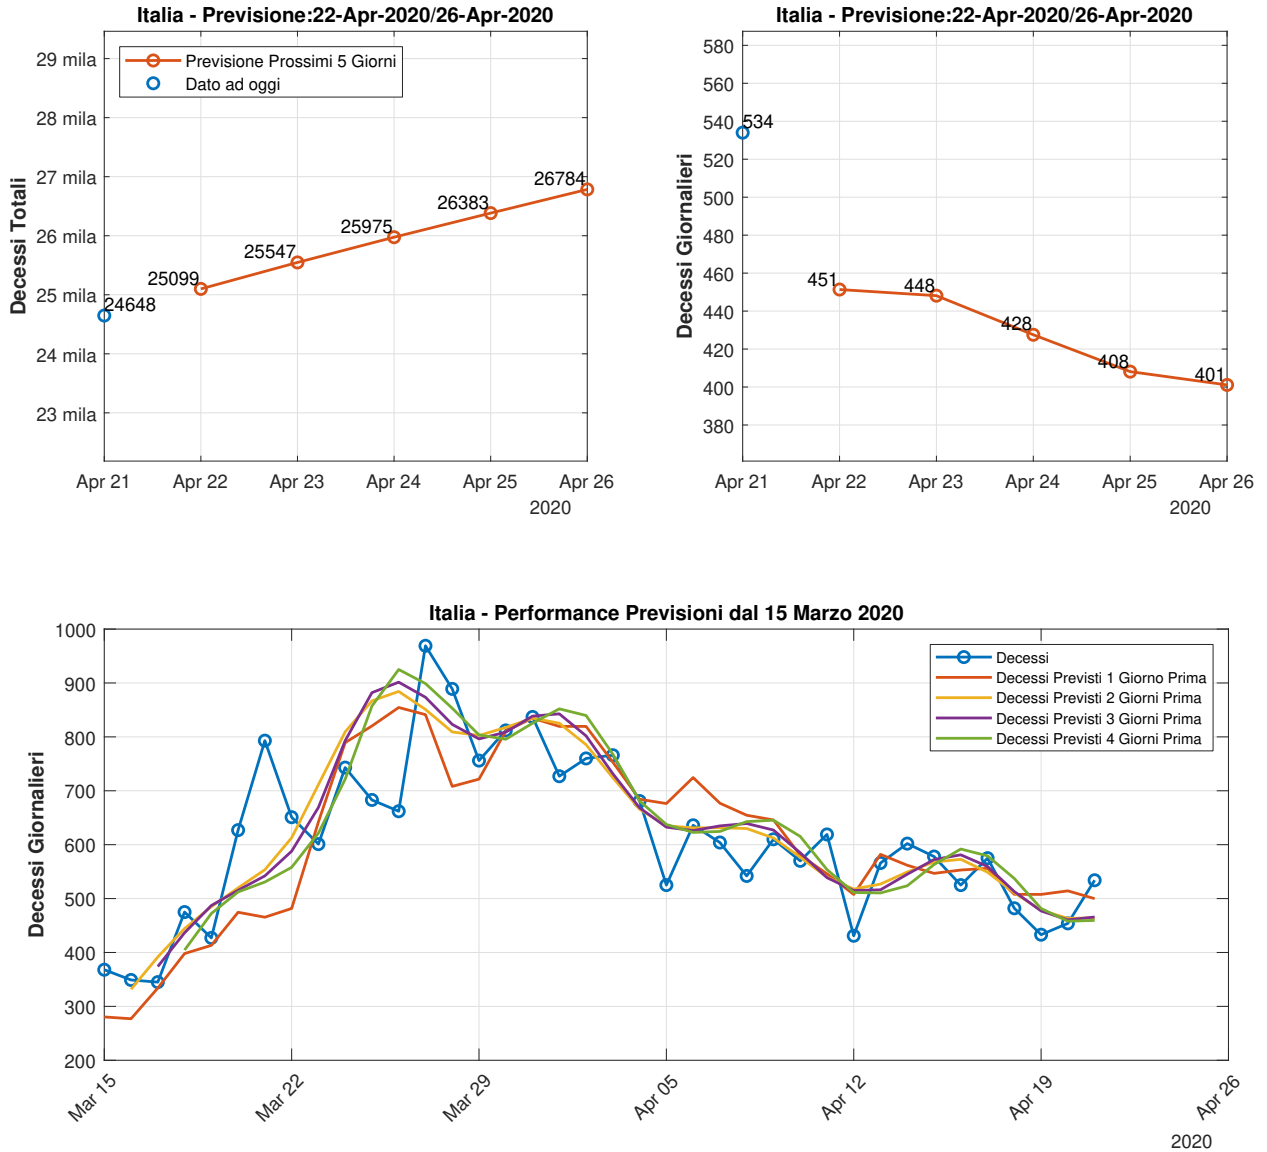 Italia - Previsione:22-Apr-2020/26-Apr-2020
29 mila
28 mila
27 mila
26 mila
25 mila
24 mila
23 mila
Decessi Totali
Previsione Prossimi 5 Giorni
Dato ad oggi
24648
25099
25547
25975
26383
26784
Apr 21 Apr 22 Apr 23 Apr 24 Apr 25 Apr 26
2020
Italia - Previsione:22-Apr-2020/26-Apr-2020
580
560
540
520
500
480
460
440
420
400
380
Decessi Giornalieri
534
451
448
428
408
401
Apr 21 Apr 22 Apr 23 Apr 24 Apr 25 Apr 26
2020
Italia - Performance Previsioni dal 15 Marzo 2020
1000
900
800
700
600
500
400
300
200
Decessi Giornalieri
Decessi
Decessi Previsti 1 Giorno Prima
Decessi Previsti 2 Giorni Prima
Decessi Previsti 3 Giorni Prima
Decessi Previsti 4 Giorni Prima
Mar 15 Mar 22 Mar 29 Apr 05 Apr 12 Apr 19 Apr 26
2020